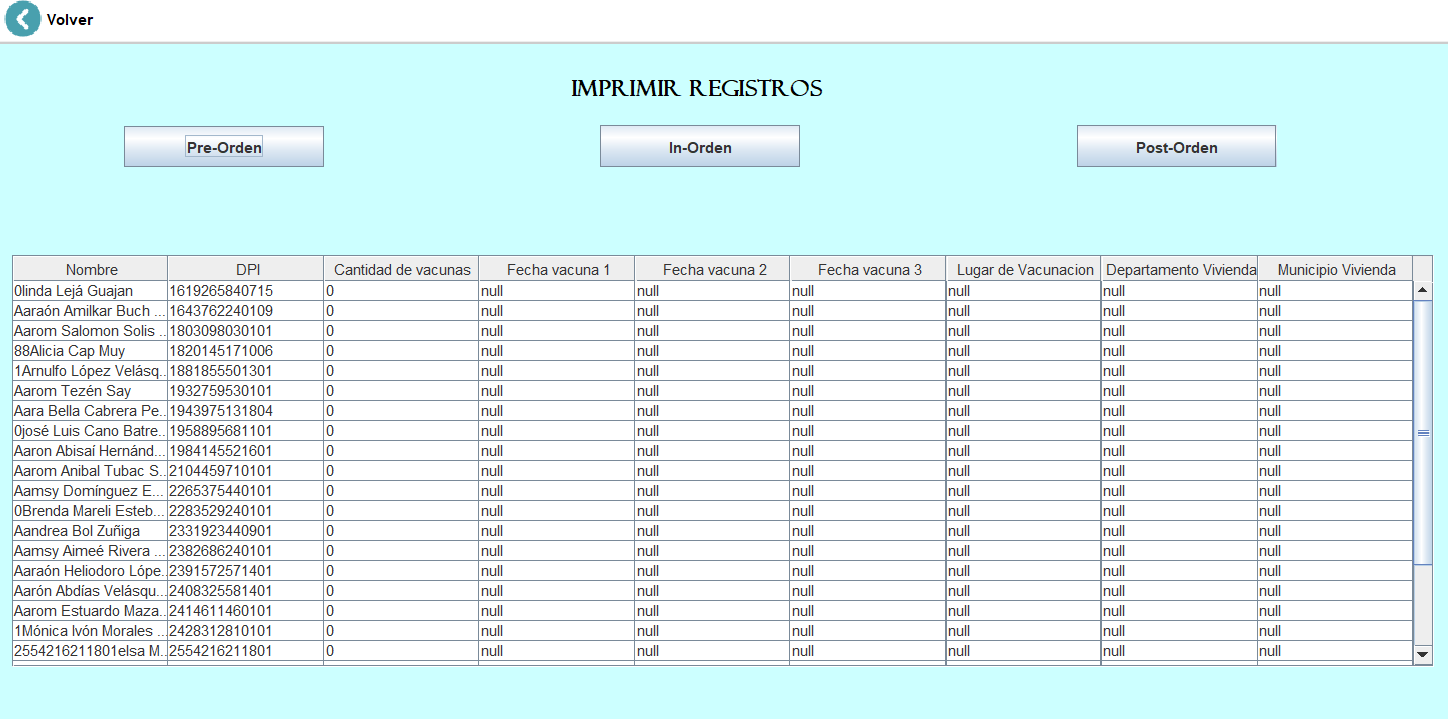 Volver
IMPRIMIR REGISTROS
Pre-Orden In-Orden Post-Orden
Nombre DPI Cantidad de vacunas Fecha vacuna 1 Fecha vacuna 2 Fecha vacuna 3 Lugar de Vacunacion Departamento Vivienda Municipio Vivienda
0linda Lejá Guajan 1619265840715 0 null null null null null null
Aaraón Amilkar Buch ... 1643762240109 0 null null null null null null
Aarom Salomon Solis ... 1803098030101 0 null null null null null null
88Alicia Cap Muy 1820145171006 0 null null null null null null
1Arnulfo López Velásq... 1881855501301 0 null null null null null null
Aarom Tezén Say 1932759530101 0 null null null null null null
Aara Bella Cabrera Pe... 1943975131804 0 null null null null null null
0josé Luis Cano Batre... 1958895681101 0 null null null null null null
Aaron Abisaí Hernánd... 1984145521601 0 null null null null null null
Aarom Anibal Tubac S... 2104459710101 0 null null null null null null
Aamsy Domínguez E... 2265375440101 0 null null null null null null
0Brenda Mareli Esteb... 2283529240101 0 null null null null null null
Aandrea Bol Zuñiga 2331923440901 0 null null null null null null
Aamsy Aimeé Rivera ... 2382686240101 0 null null null null null null
Aaraón Heliodoro Lópe... 2391572571401 0 null null null null null null
Aarón Abdías Velásqu... 2408325581401 0 null null null null null null
Aarom Estuardo Maza... 2414611460101 0 null null null null null null
1Mónica Ivón Morales ... 2428312810101 0 null null null null null null
2554216211801elsa M... 2554216211801 0 null null null null null null